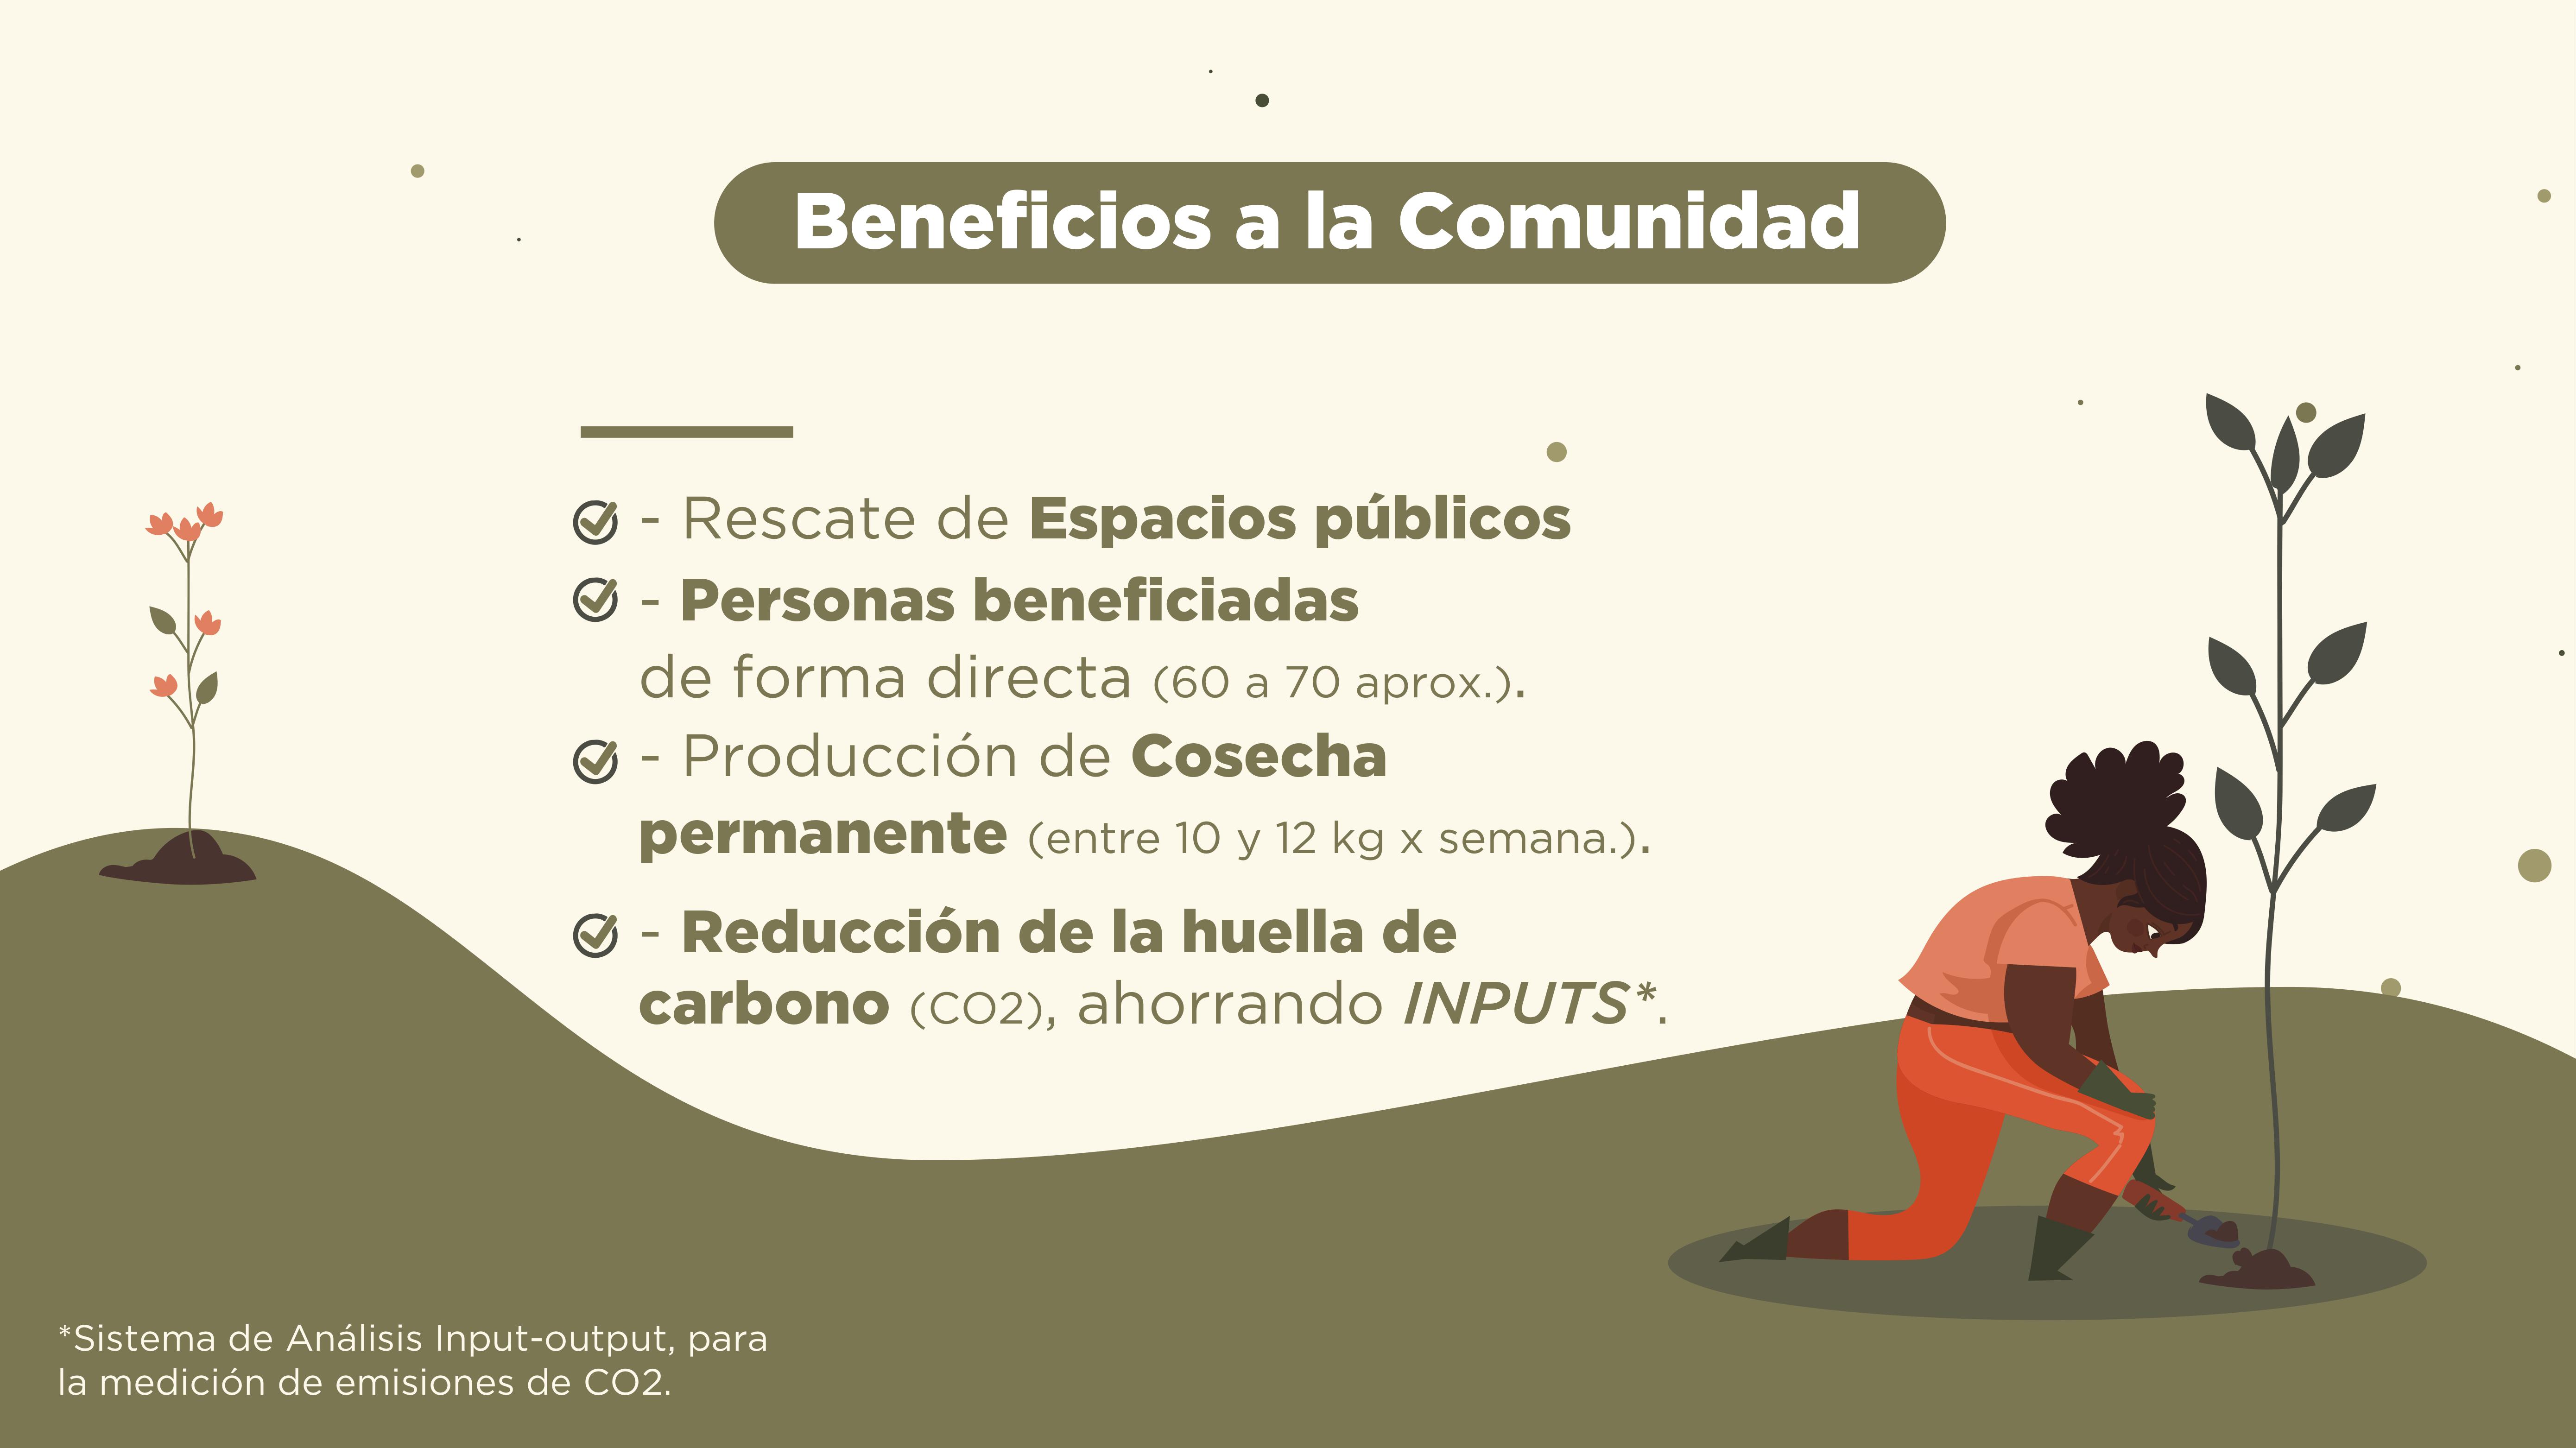 Beneficios a la Comunidad
- Rescate de Espacios públicos
- Personas beneficiadas
de forma directa (60 a 70 aprox.).
- Producción de Cosecha
permanente (entre 10 y 12 kg x semana.).
- Reducción de la huella de
carbono (CO2), ahorrando INPUTS*.
*Sistema de Análisis Input-output, para
la medición de emisiones de CO2.